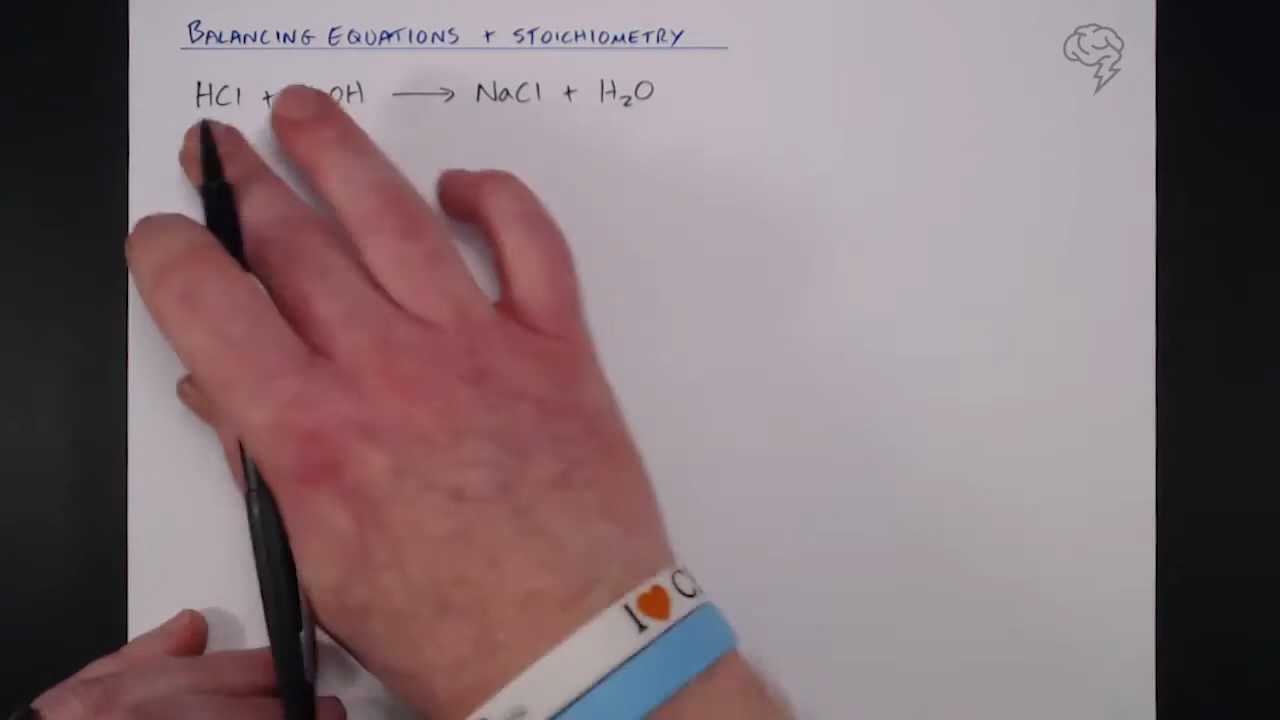 BALANCING EQUATIONS + STOICHIOMETRY
HCl + OH ⟶ NaCl + H₂O
I